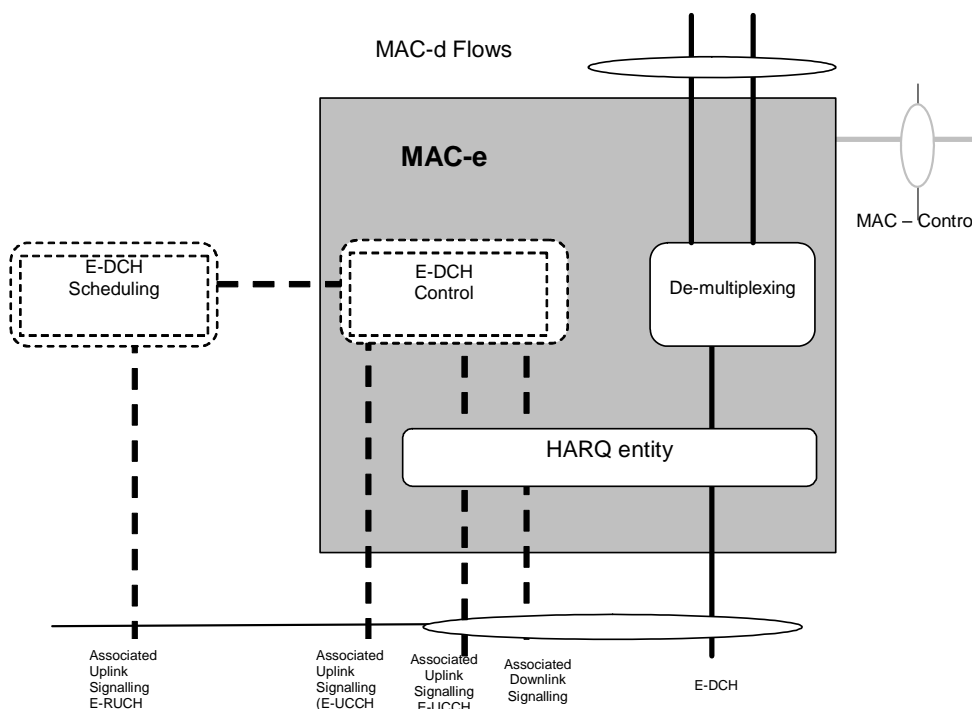 MAC-d Flows
MAC-e
MAC – Control
E-DCH
Scheduling
E-DCH
Control
De-multiplexing
HARQ entity
Associated
Uplink
Signalling
E-RUCH
Associated
Uplink
Signalling
(E-UCCH
Associated
Uplink
Signalling
E-UCCH
Associated
Downlink
Signalling
E-DCH